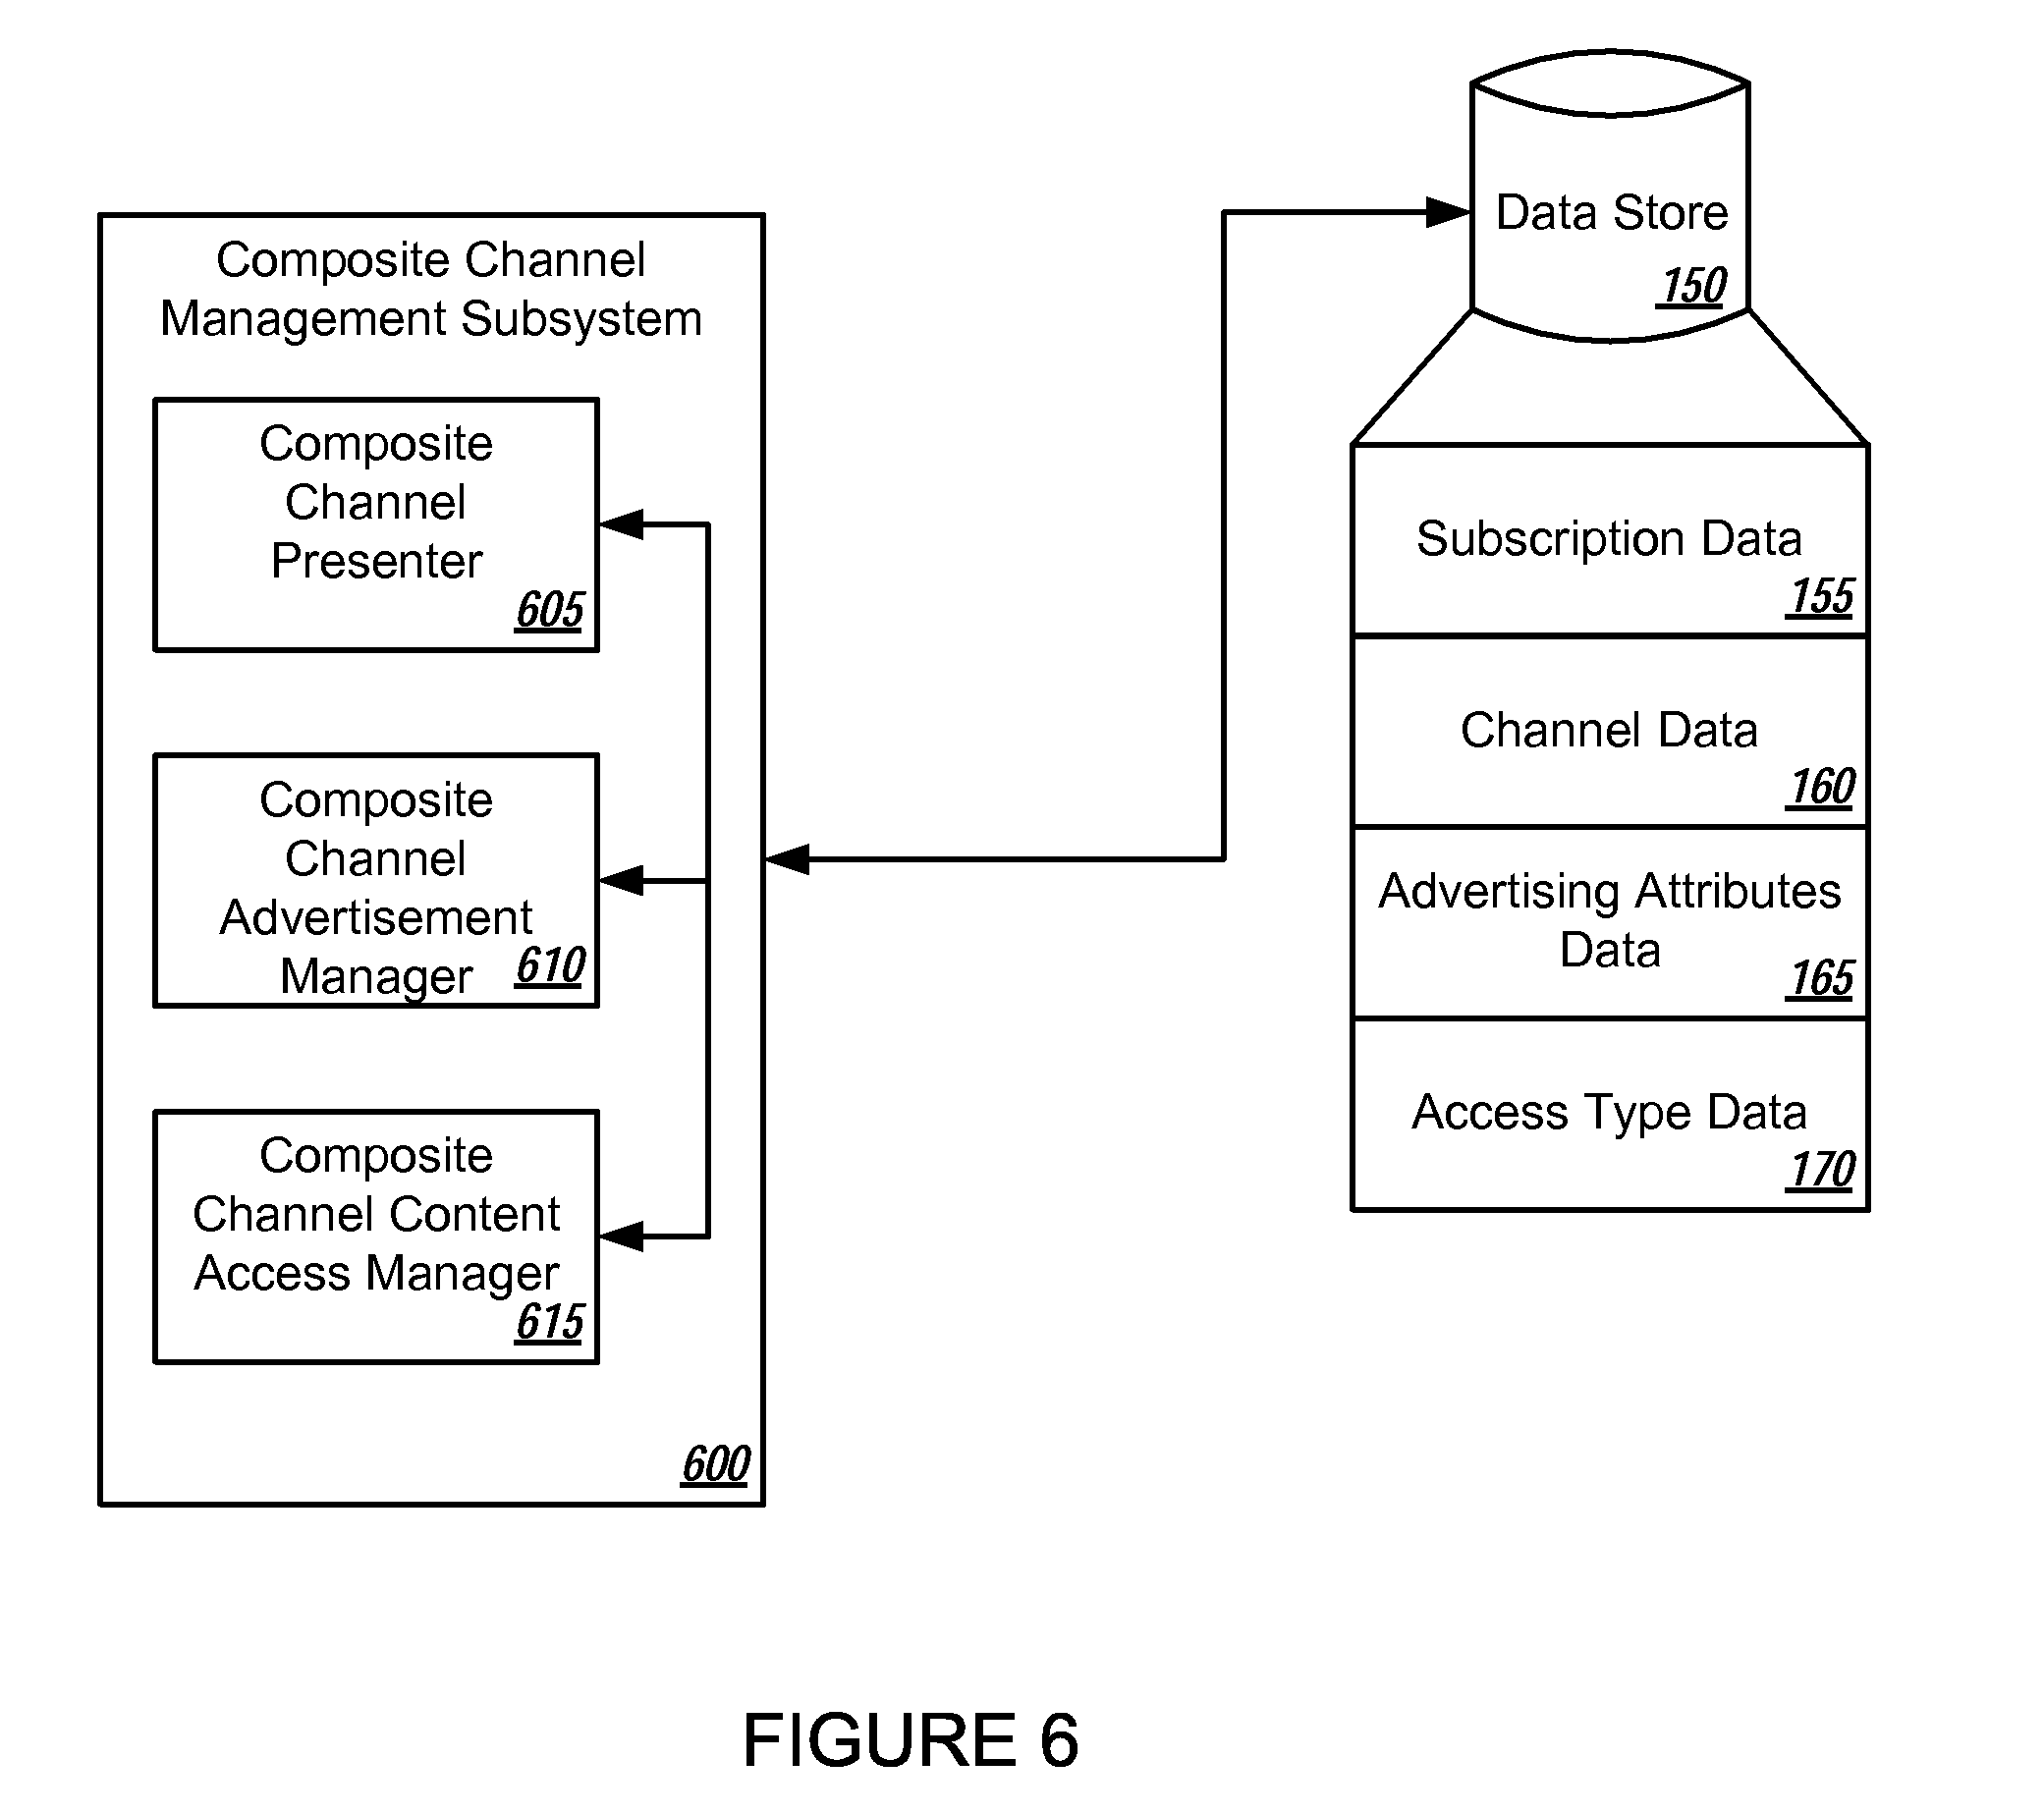 Composite Channel
Management Subsystem
Composite
Channel
Presenter
605
Composite
Channel
Advertisement
Manager
610
Composite
Channel Content
Access Manager
615
600
Data Store
150
Subscription Data
155
Channel Data
160
Advertising Attributes
Data
165
Access Type Data
170
FIGURE 6